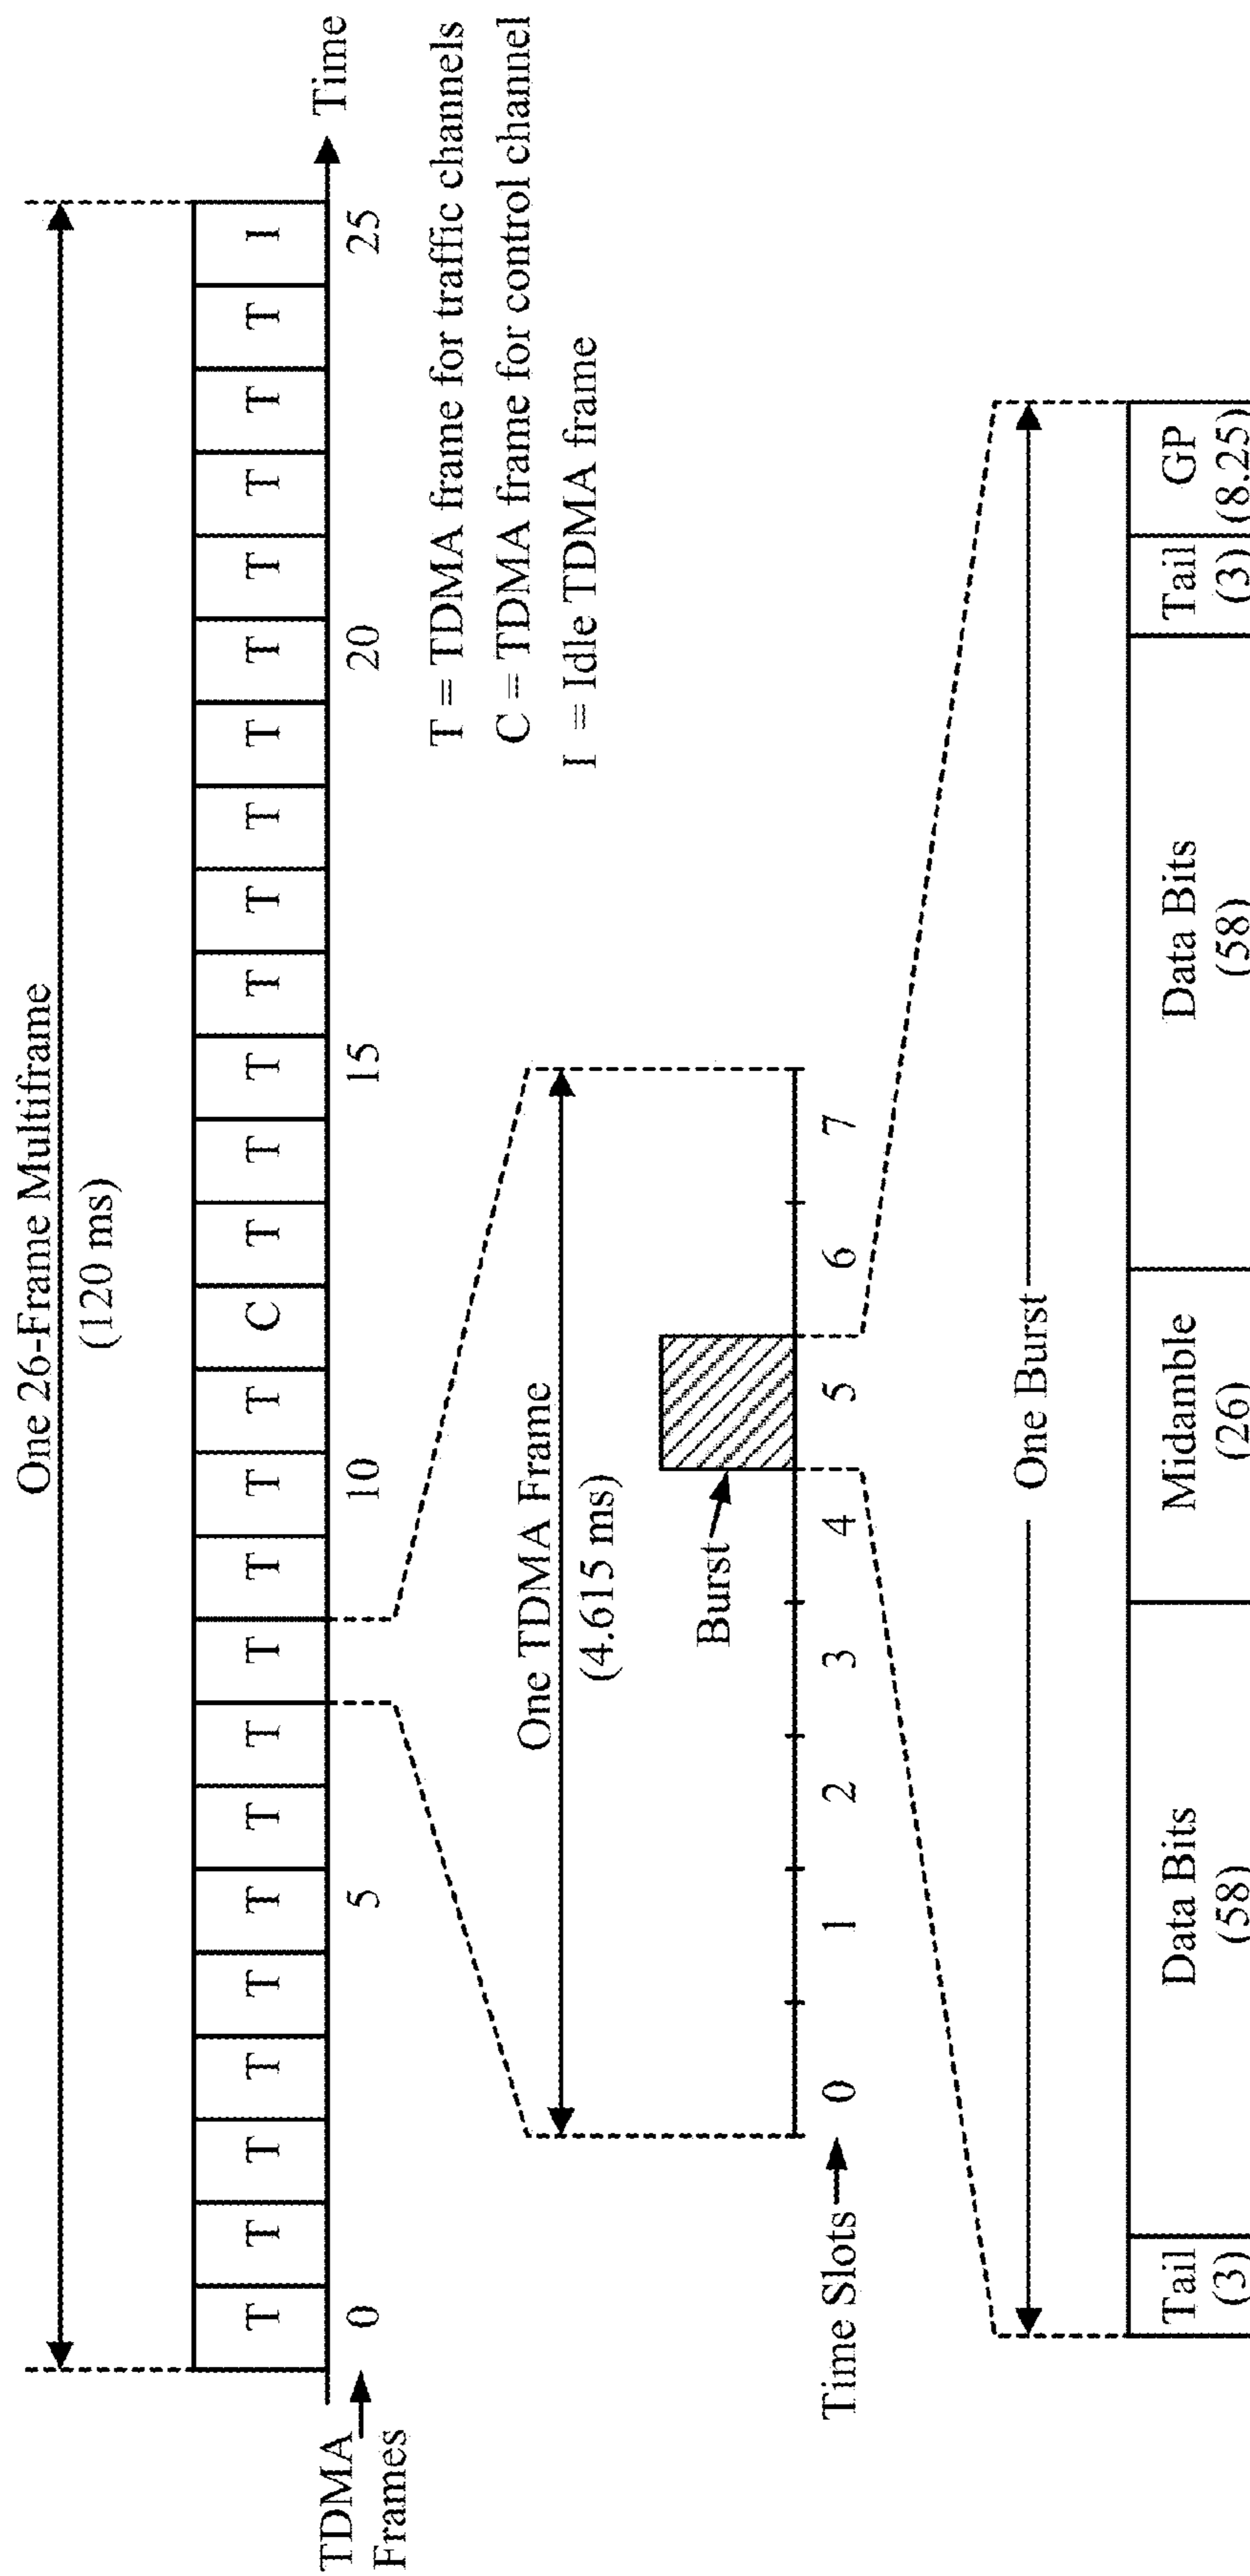 One 26-Frame Multiframe
(120 ms)
T T T T T T T T T T T T C T T T T T T T T T T T T I
TDMA Frames
0 5 10 15 20 25 Time
T = TDMA frame for traffic channels
C = TDMA frame for control channel
I = Idle TDMA frame
One TDMA Frame
(4.615 ms)
Burst
Time Slots 0 1 2 3 4 5 6 7
One Burst
Tail Data Bits Midamble Data Bits Tail GP
(3) (58) (26) (58) (3) (8.25)